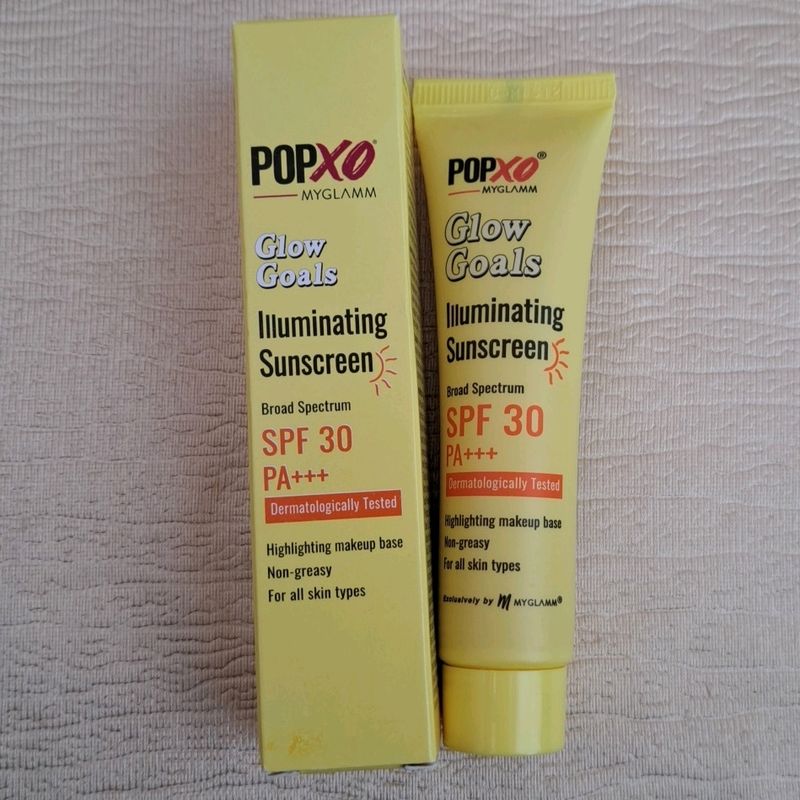 POPXO®
MYGLAMM
Glow
Goals
Illuminating
Sunscreen
Broad Spectrum
SPF 30
PA+++
Dermatologically Tested
Highlighting makeup base
Non-greasy
For all skin types
POPXO®
MYGLAMM
Glow
Goals
Illuminating
Sunscreen
Broad Spectrum
SPF 30
PA+++
Dermatologically Tested
Highlighting makeup base
Non-greasy
For all skin types
Exclusively by M MYGLAMM®